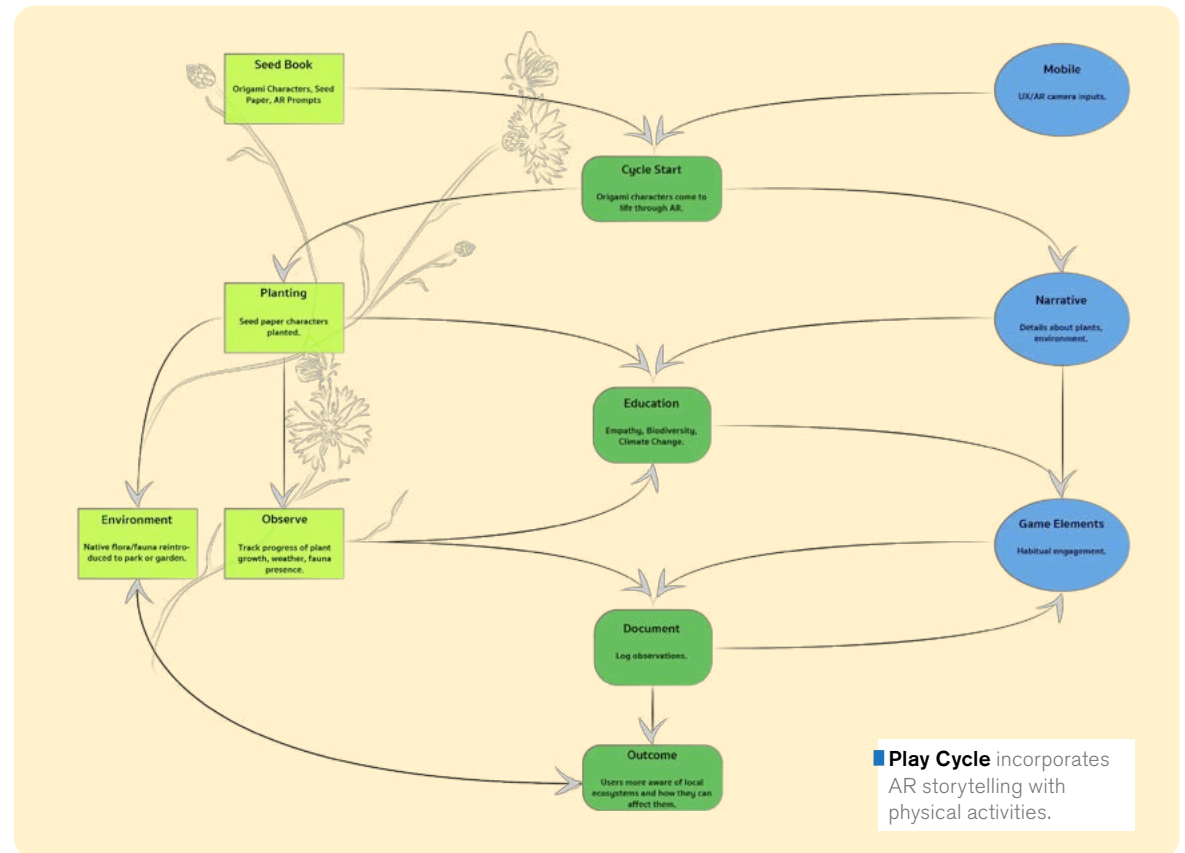 Seed Book
Origami Characters, Seed
Paper, AR Prompts
Mobile
UX/AR camera inputs.
Cycle Start
Origami characters come to
life through AR.
Planting
Seed paper characters
planted.
Narrative
Details about plants,
environment.
Education
Empathy, Biodiversity,
Climate Change.
Environment
Native flora/fauna reintro-
duced to park or garden.
Observe
Track progress of plant
growth, weather, fauna
presence.
Game Elements
Habitual engagement.
Document
Log observations.
Outcome
Users more aware of local
ecosystems and how they can
affect them.
Play Cycle incorporates
AR storytelling with
physical activities.